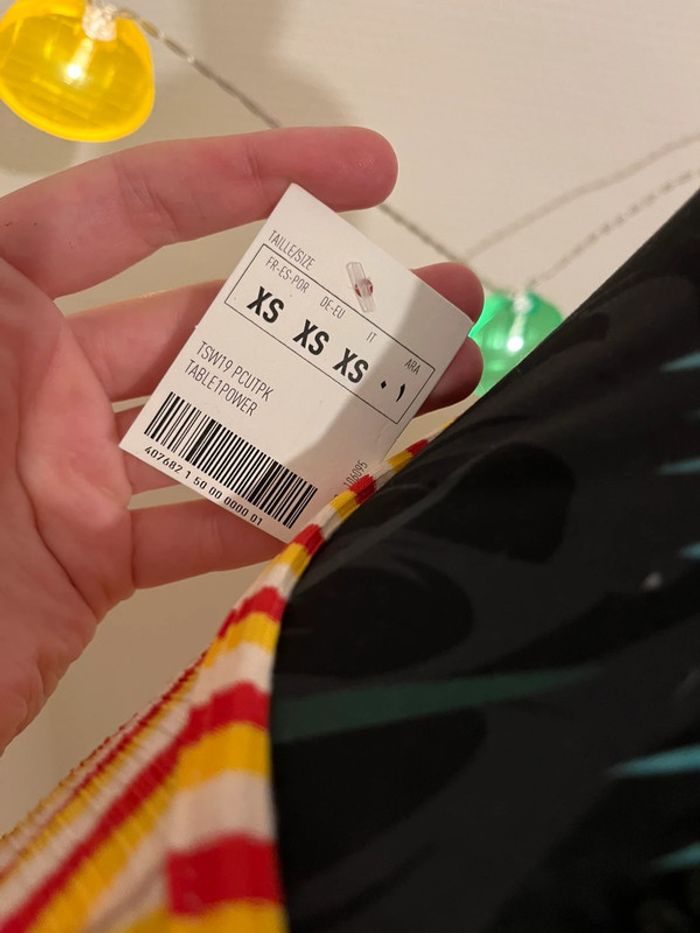 TAILLE/SIZE
FR-ES-POR DE-EU IT ARA
XS XS XS ٠١
TSW19 PCUTPK
TABLE1POWER
106095
407682 1 50 00 0000 01